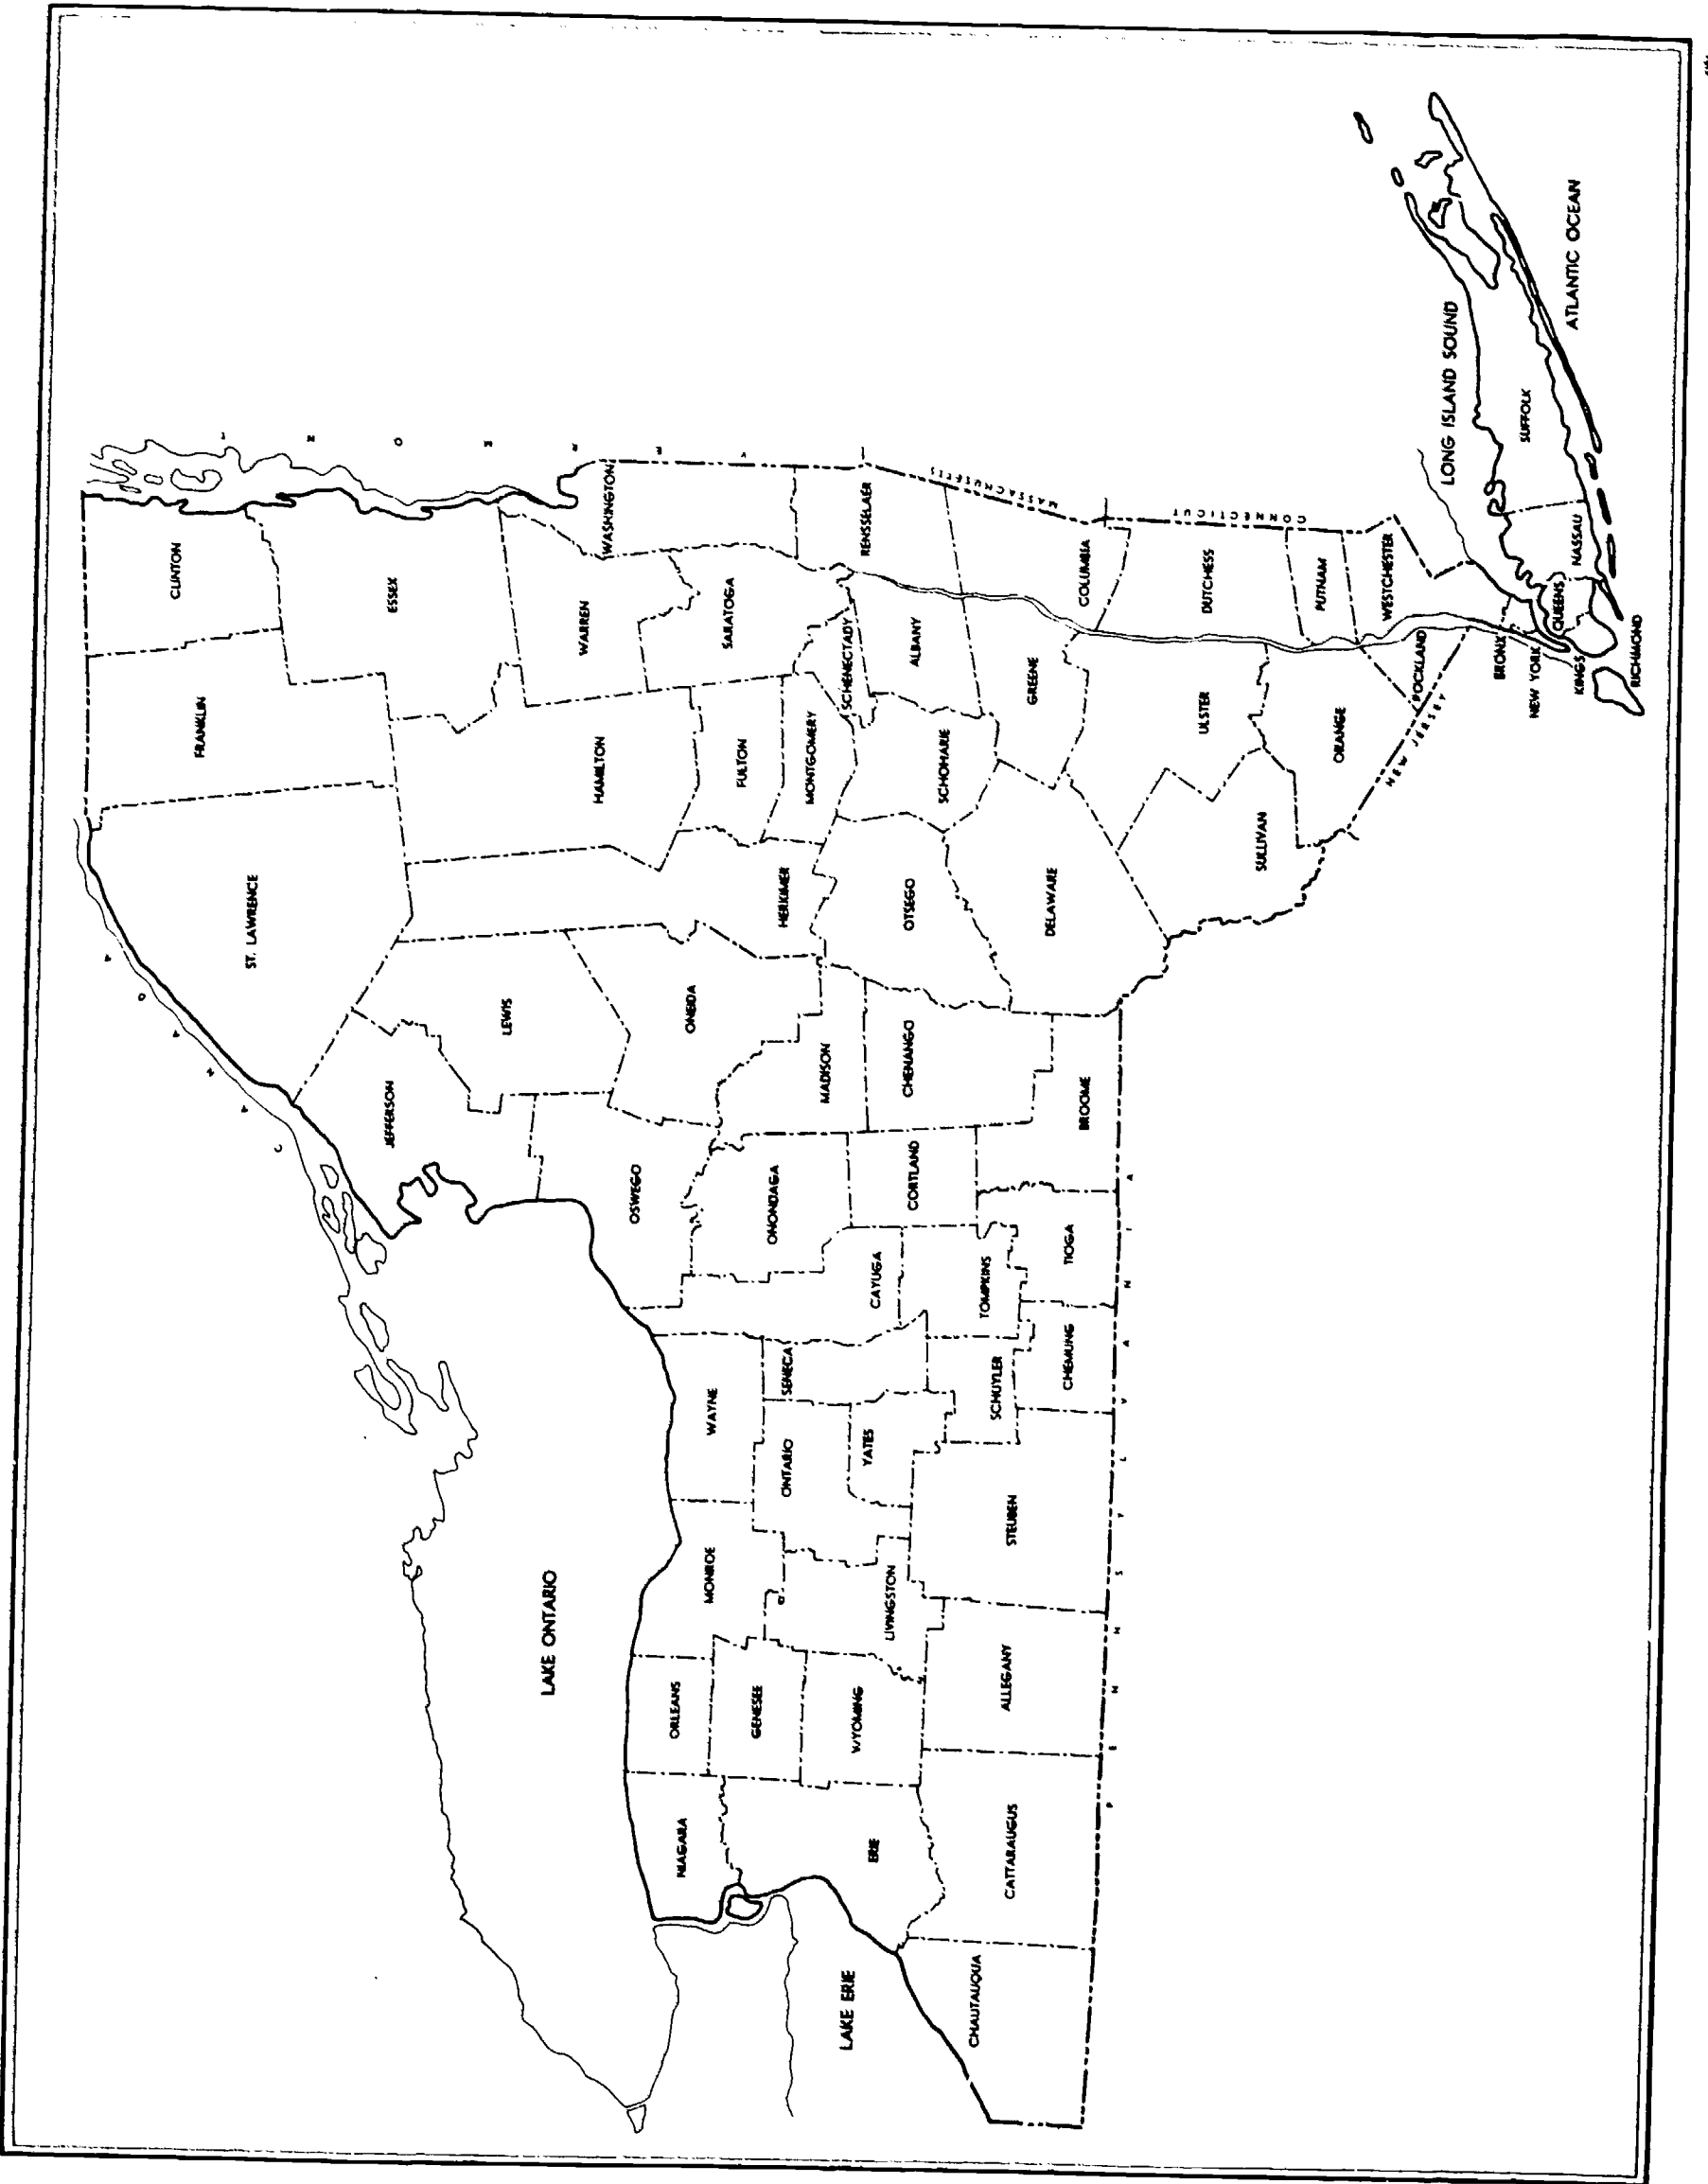 CLINTON
FRANKLIN
ST. LAWRENCE
ESSEX
JEFFERSON
LEWIS
HAMILTON
WARREN
WASHINGTON
HERKIMER
ONEIDA
OSWEGO
SARATOGA
FULTON
MONTGOMERY
SCHENECTADY
RENSSELAER
ALBANY
SCHOHARIE
OTSEGO
MADISON
CHENANGO
ONONDAGA
CORTLAND
CAYUGA
SENECA
WAYNE
ONTARIO
YATES
MONROE
LIVINGSTON
ORLEANS
GENESEE
WYOMING
NIAGARA
ERIE
CHAUTAUQUA
CATTARAUGUS
ALLEGANY
STEUBEN
SCHUYLER
CHEMUNG
TOMPKINS
TIOGA
BROOME
DELAWARE
GREENE
COLUMBIA
ULSTER
DUTCHESS
SULLIVAN
ORANGE
PUTNAM
WESTCHESTER
ROCKLAND
BRONX
NEW YORK
QUEENS
KINGS
RICHMOND
NASSAU
SUFFOLK
LAKE ONTARIO
LAKE ERIE
LONG ISLAND SOUND
ATLANTIC OCEAN
CANADA
VERMONT
CONNECTICUT
NEW JERSEY